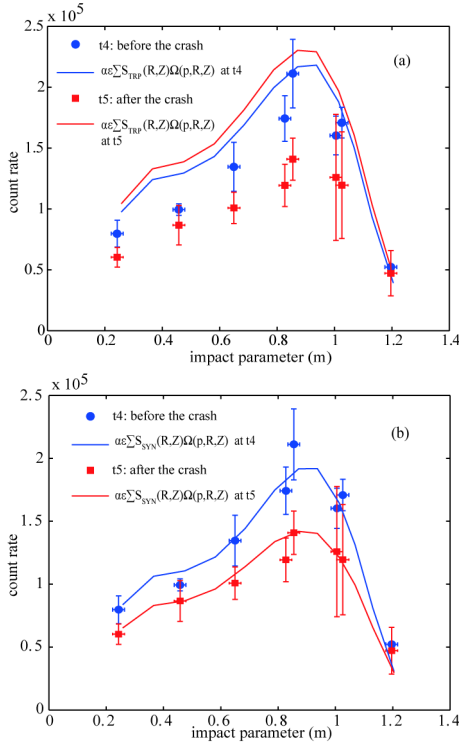 x 10⁵
2.5
2
1.5
1
0.5
0
count rate
t4: before the crash
αε∑S_TRP(R,Z)Ω(p,R,Z) at t4
t5: after the crash
αε∑S_TRP(R,Z)Ω(p,R,Z)
at t5
(a)
0 0.2 0.4 0.6 0.8 1 1.2 1.4
impact parameter (m)
x 10⁵
2.5
2
1.5
1
0.5
0
count rate
t4: before the crash
αε∑S_SYN(R,Z)Ω(p,R,Z) at t4
t5: after the crash
αε∑S_SYN(R,Z)Ω(p,R,Z) at t5
(b)
0 0.2 0.4 0.6 0.8 1 1.2 1.4
impact parameter (m)